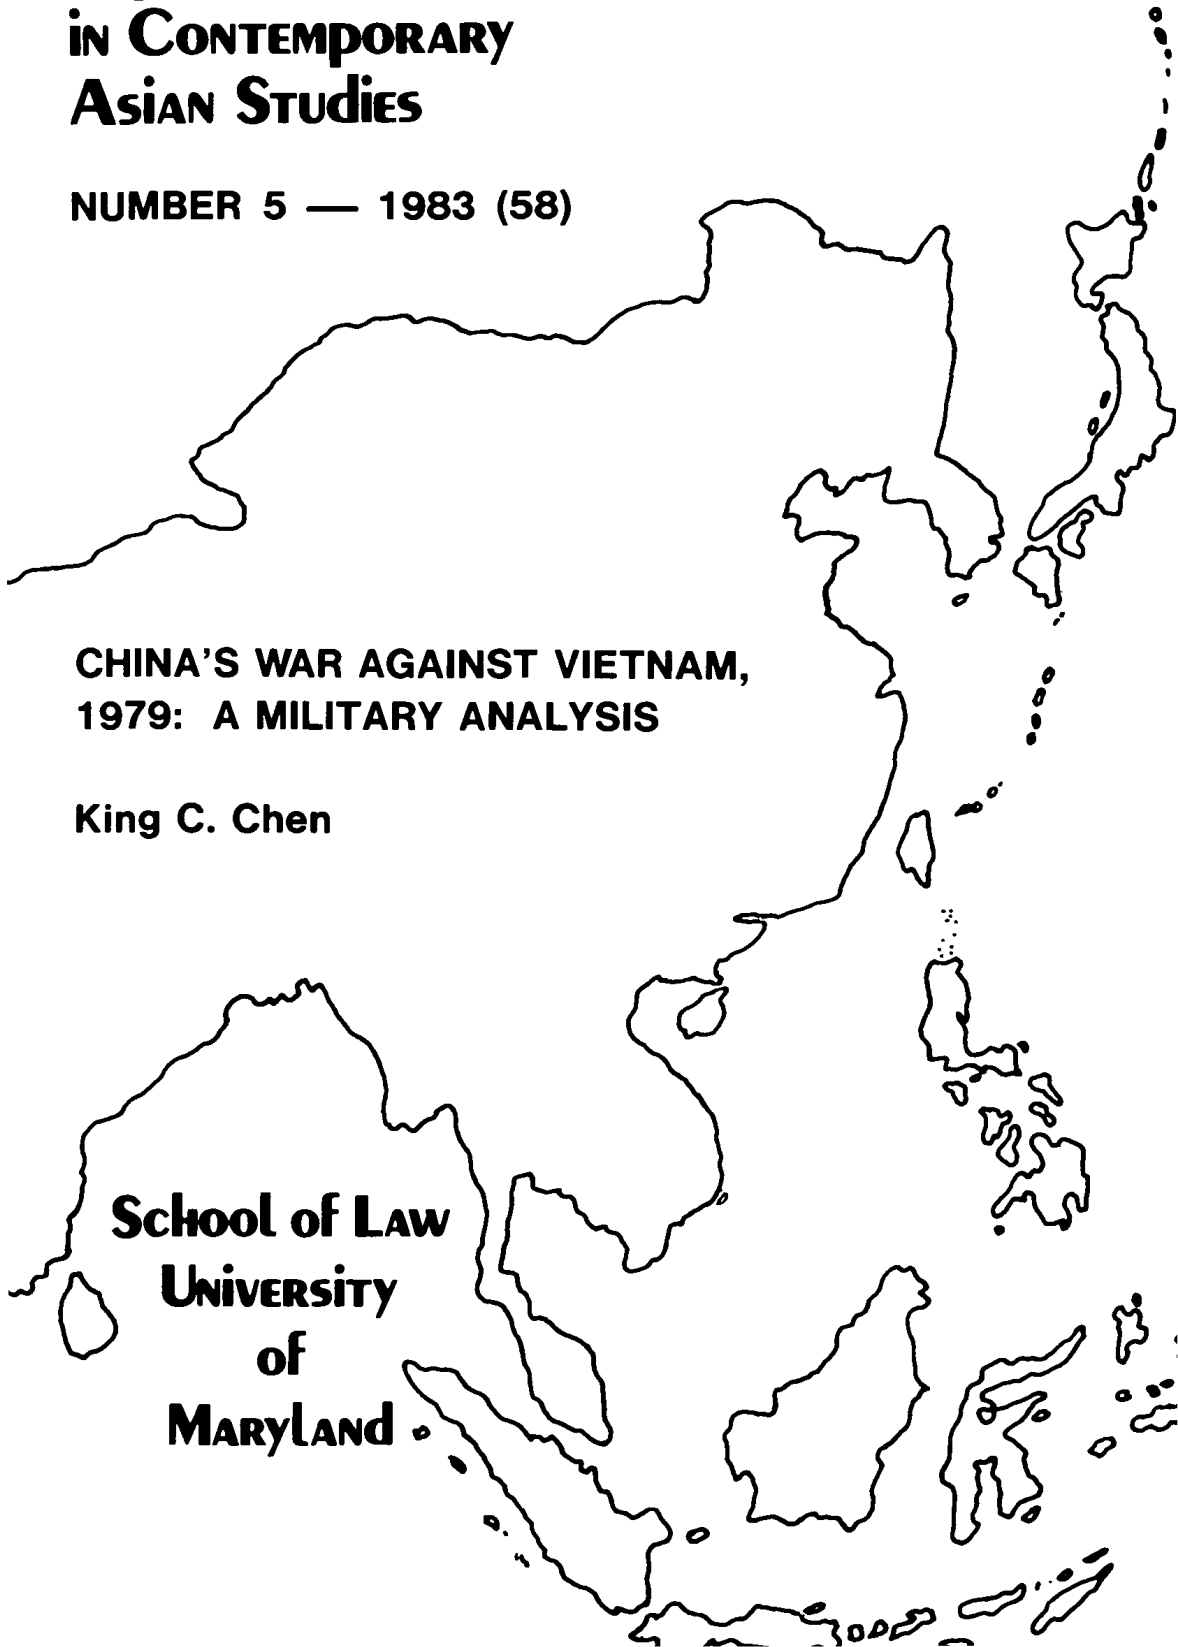 in Contemporary
Asian Studies
NUMBER 5 — 1983 (58)
CHINA'S WAR AGAINST VIETNAM,
1979: A MILITARY ANALYSIS
King C. Chen
School of Law
University
of
Maryland